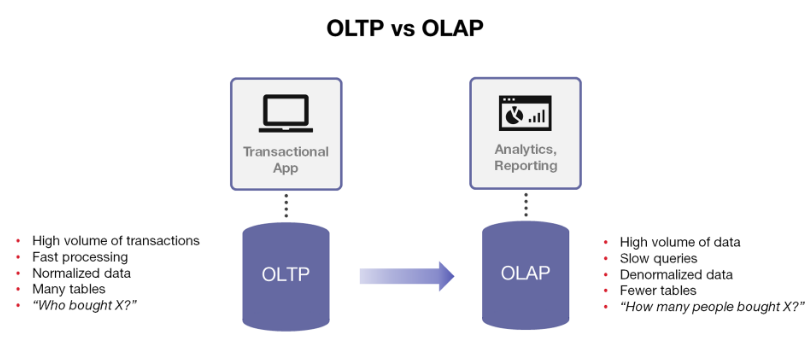 OLTP vs OLAP
Transactional
App
Analytics,
Reporting
• High volume of transactions
• Fast processing
• Normalized data
• Many tables
• “Who bought X?”
OLTP
OLAP
• High volume of data
• Slow queries
• Denormalized data
• Fewer tables
• “How many people bought X?”